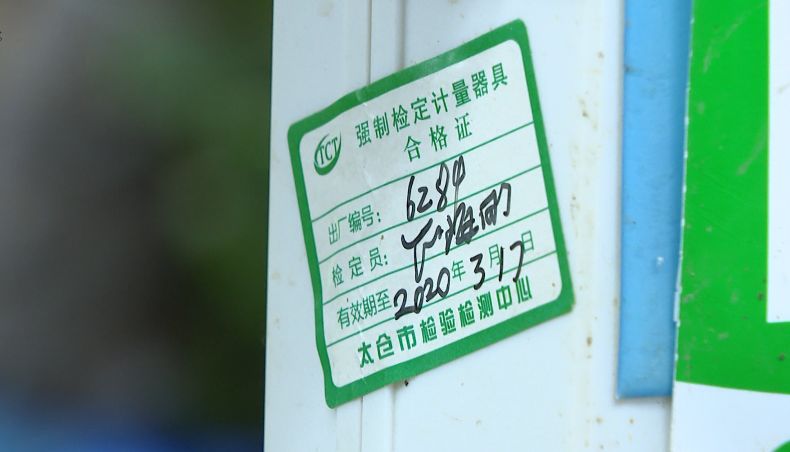 TCT
强制检定计量器具
合格证
出厂编号：6284
检定员：
有效期至2020年3月17日
太仓市检验检测中心